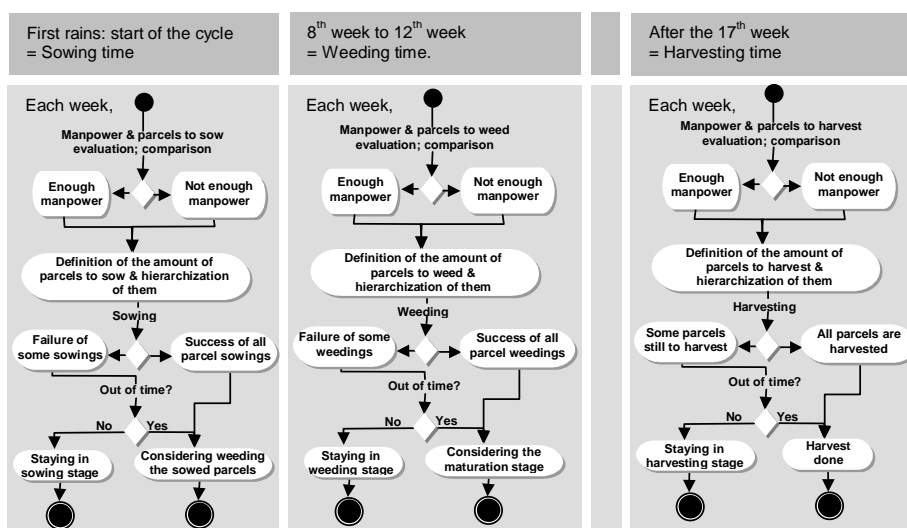 First rains: start of the cycle
= Sowing time
Each week,
Manpower & parcels to sow
evaluation; comparison
Enough
manpower
Not enough
manpower
Definition of the amount of
parcels to sow & hierarchization
of them
Sowing
Failure of
some sowings
Success of all
parcel sowings
Out of time?
No
Yes
Staying in
sowing stage
Considering weeding
the sowed parcels
8th week to 12th week
= Weeding time.
Each week,
Manpower & parcels to weed
evaluation; comparison
Enough
manpower
Not enough
manpower
Definition of the amount of
parcels to weed &
hierarchization of them
Weeding
Failure of some
weedings
Success of all
parcel weedings
Out of time?
No
Yes
Staying in
weeding stage
Considering the
maturation stage
After the 17th week
= Harvesting time
Each week,
Manpower & parcels to harvest
evaluation; comparison
Enough
manpower
Not enough
manpower
Definition of the amount of
parcels to harvest &
hierarchization of them
Harvesting
Some parcels
still to harvest
All parcels are
harvested
Out of time?
No
Yes
Staying in
harvesting stage
Harvest
done